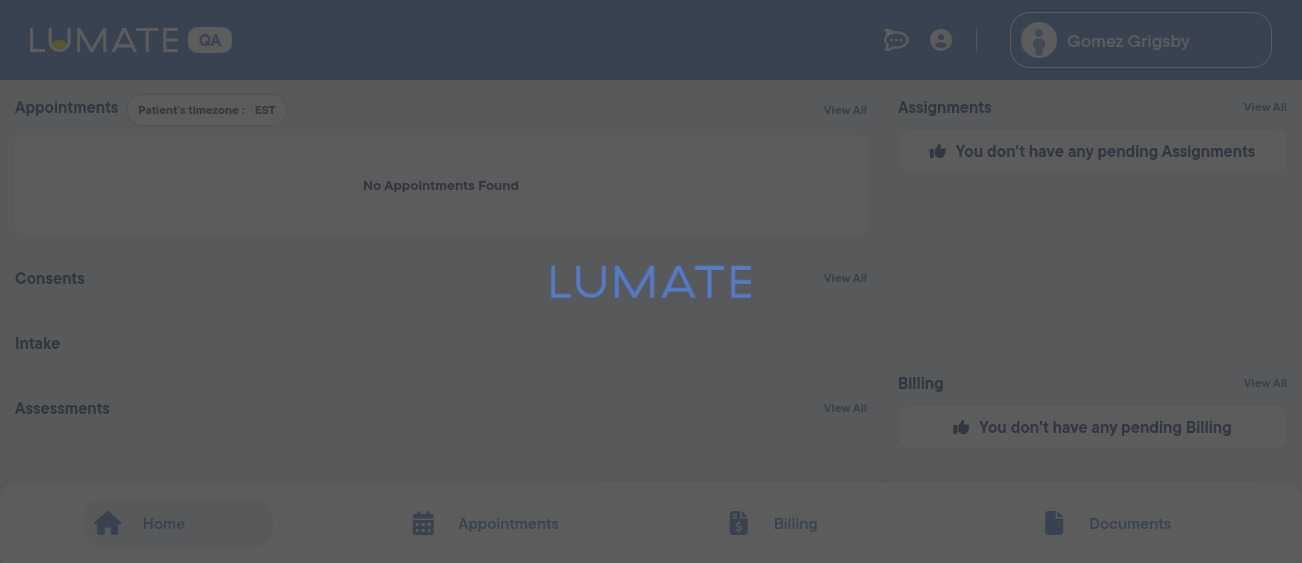 LUMATE QA
Gomez Grigsby
Appointments Patient's timezone : EST View All
No Appointments Found
Consents View All
Intake
Assessments View All
Assignments View All
You don't have any pending Assignments
Billing View All
You don't have any pending Billing
LUMATE
Home Appointments Billing Documents